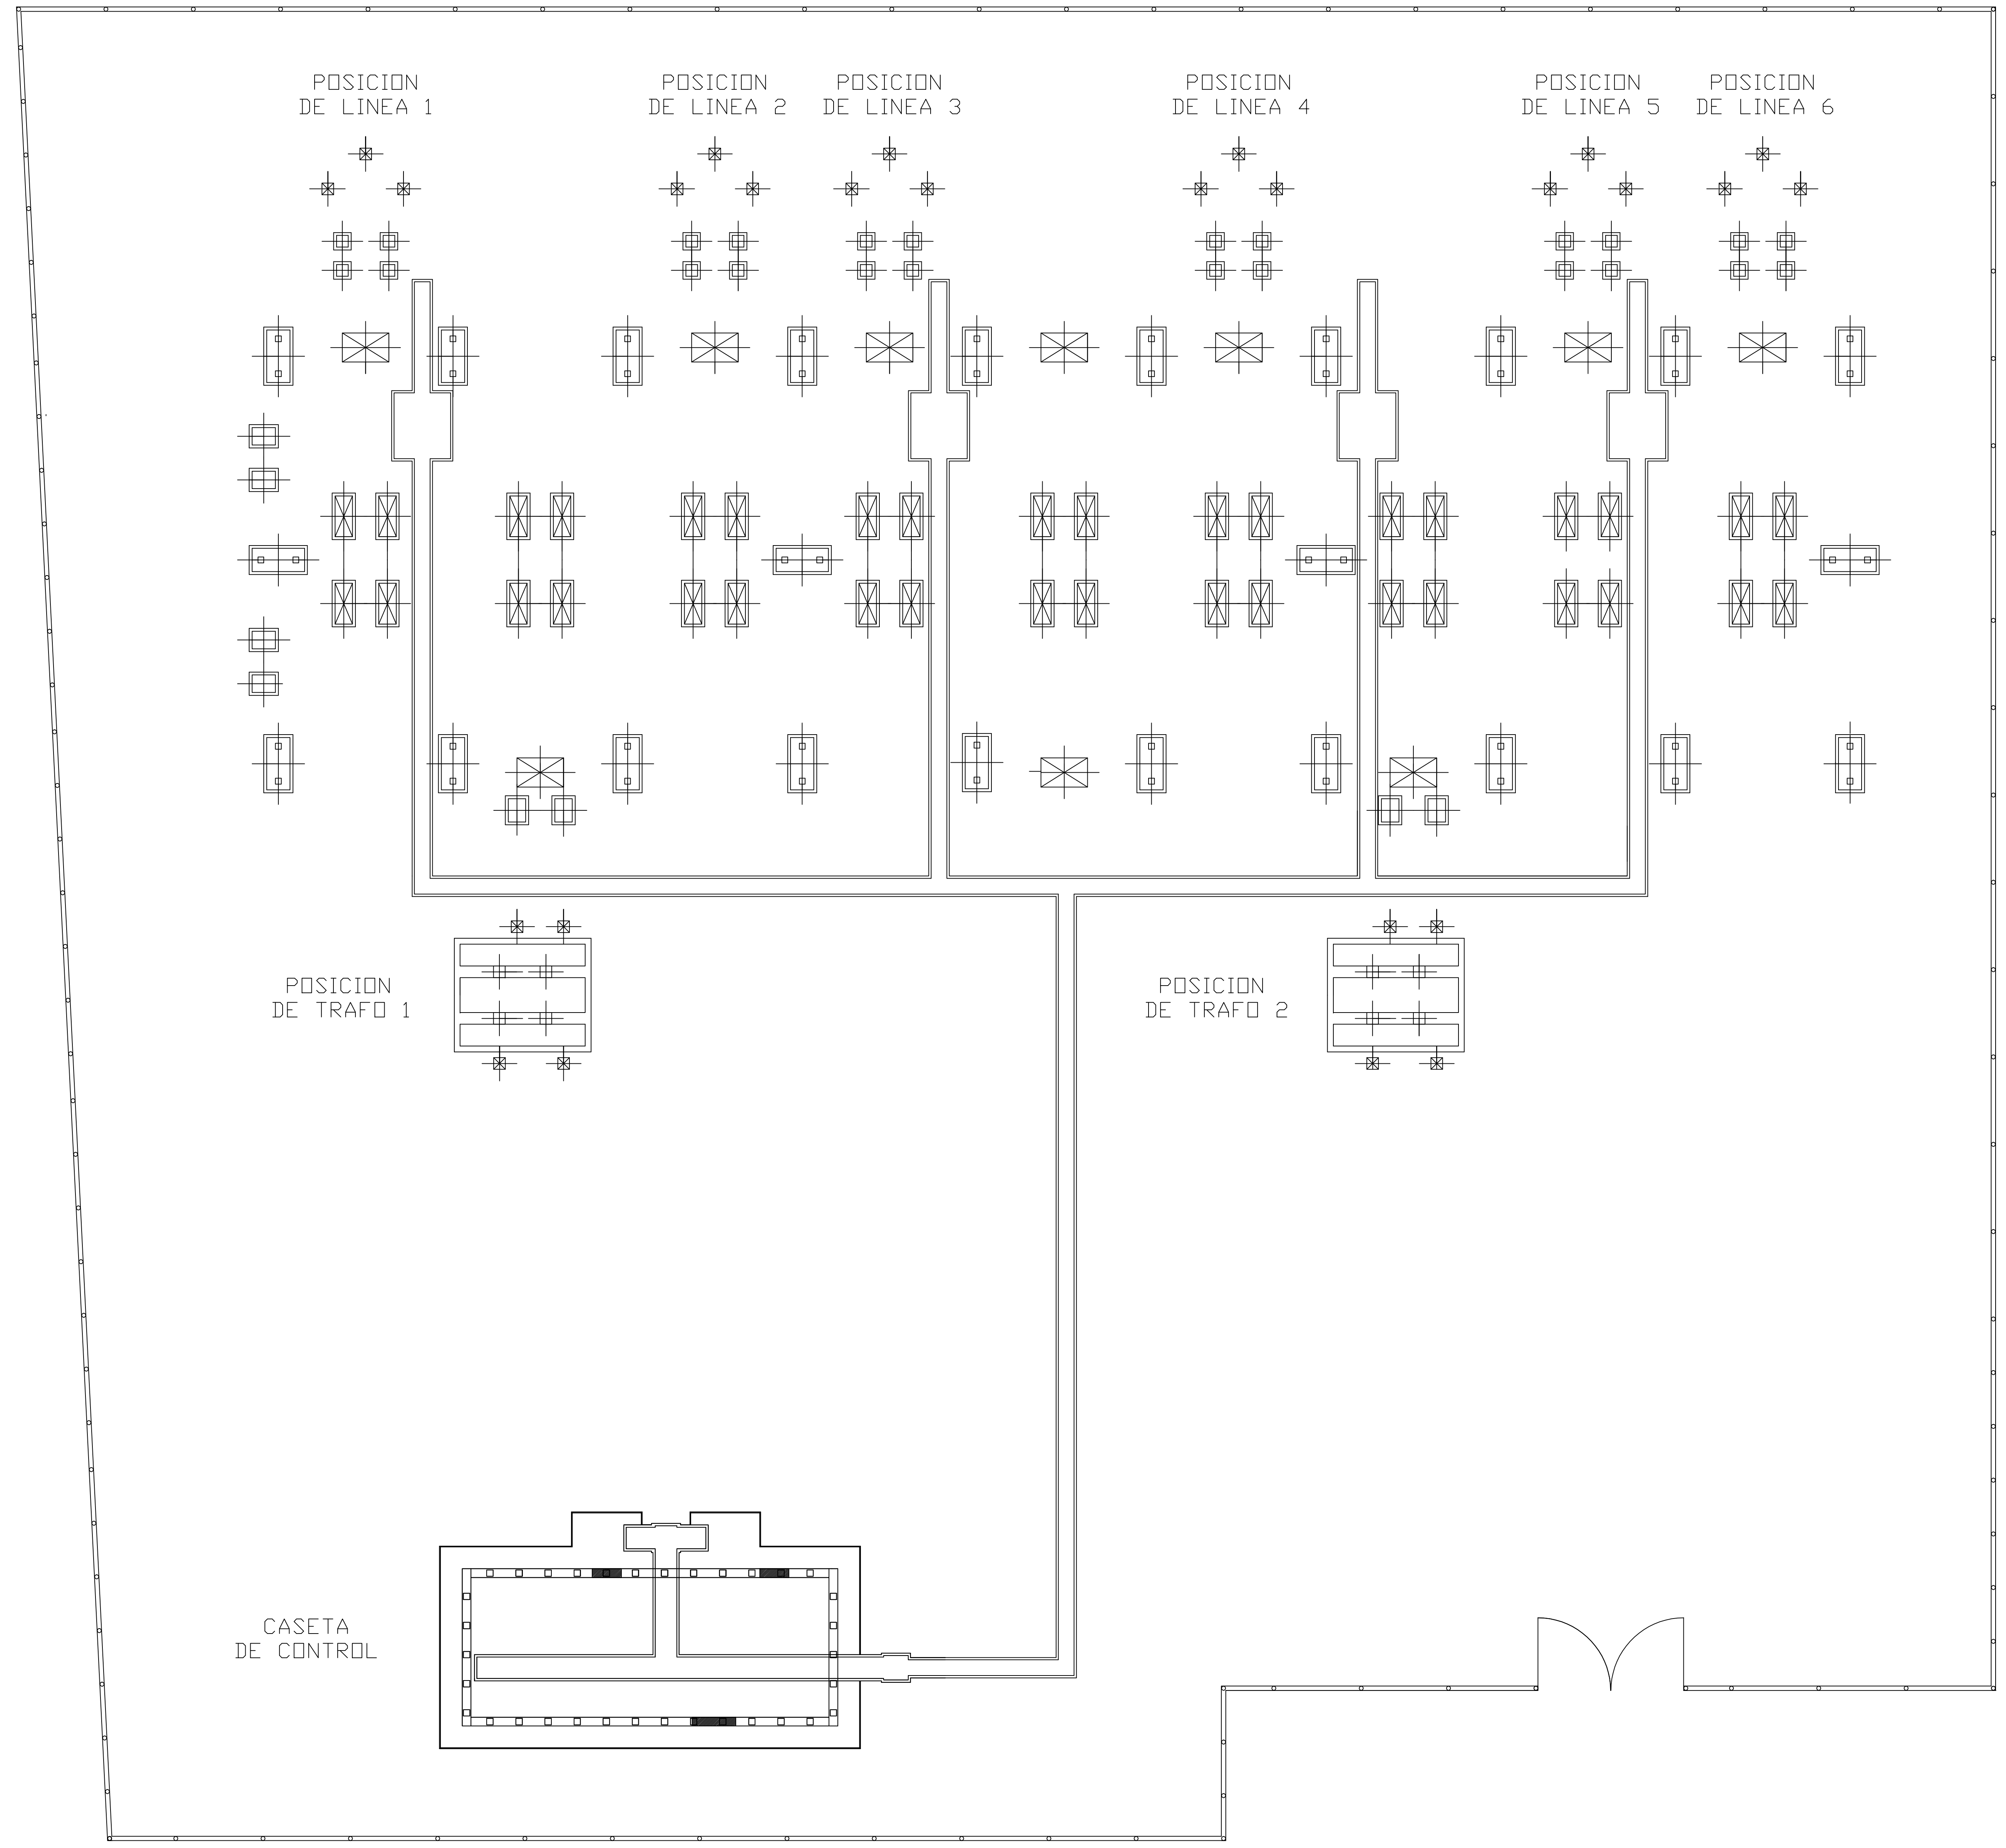 POSICION
DE LINEA 1
POSICION
DE LINEA 2
POSICION
DE LINEA 3
POSICION
DE LINEA 4
POSICION
DE LINEA 5
POSICION
DE LINEA 6
POSICION
DE TRAFO 1
POSICION
DE TRAFO 2
CASETA
DE CONTROL